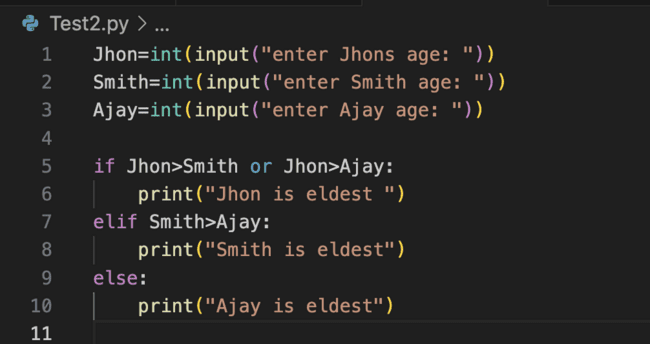 Test2.py > ...
1 Jhon=int(input("enter Jhons age: "))
2 Smith=int(input("enter Smith age: "))
3 Ajay=int(input("enter Ajay age: "))
4
5 if Jhon>Smith or Jhon>Ajay:
6     print("Jhon is eldest ")
7 elif Smith>Ajay:
8     print("Smith is eldest")
9 else:
10     print("Ajay is eldest")
11